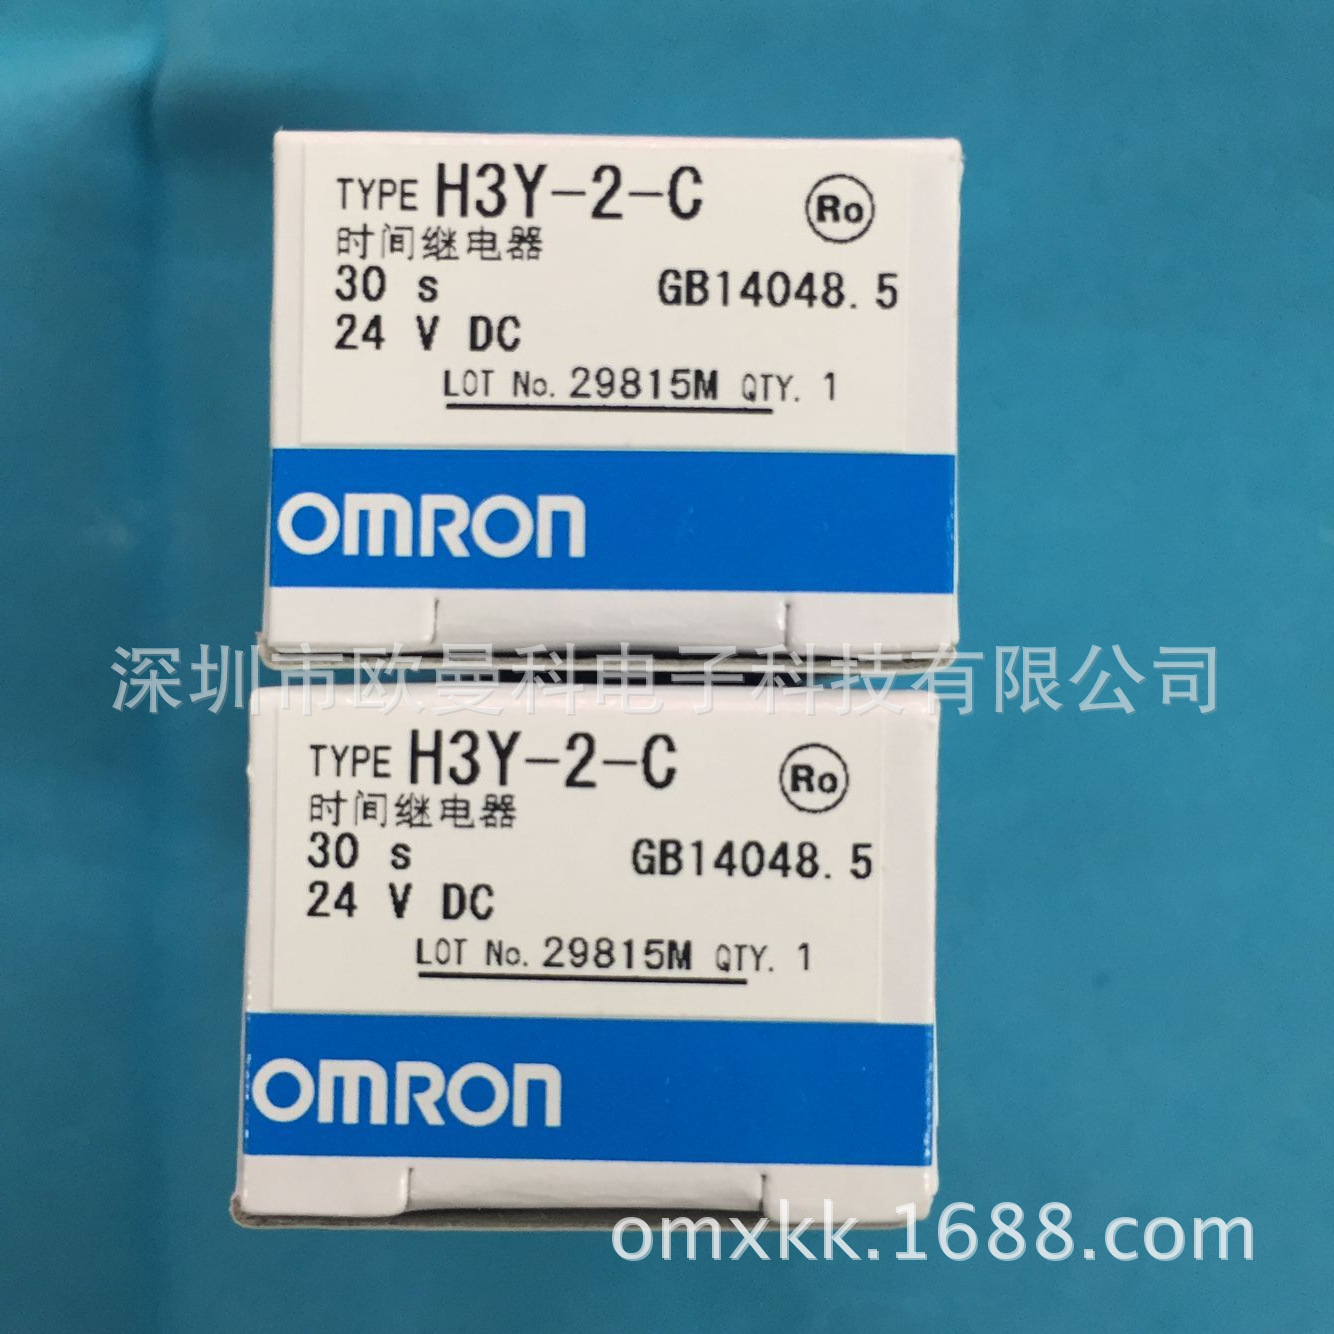 TYPE H3Y-2-C Ro
时间继电器
30 s GB14048.5
24 V DC
LOT No. 29815M QTY. 1
OMRON
深圳市欧曼科电子科技有限公司
TYPE H3Y-2-C Ro
时间继电器
30 s GB14048.5
24 V DC
LOT No. 29815M QTY. 1
OMRON
omxkk.1688.com